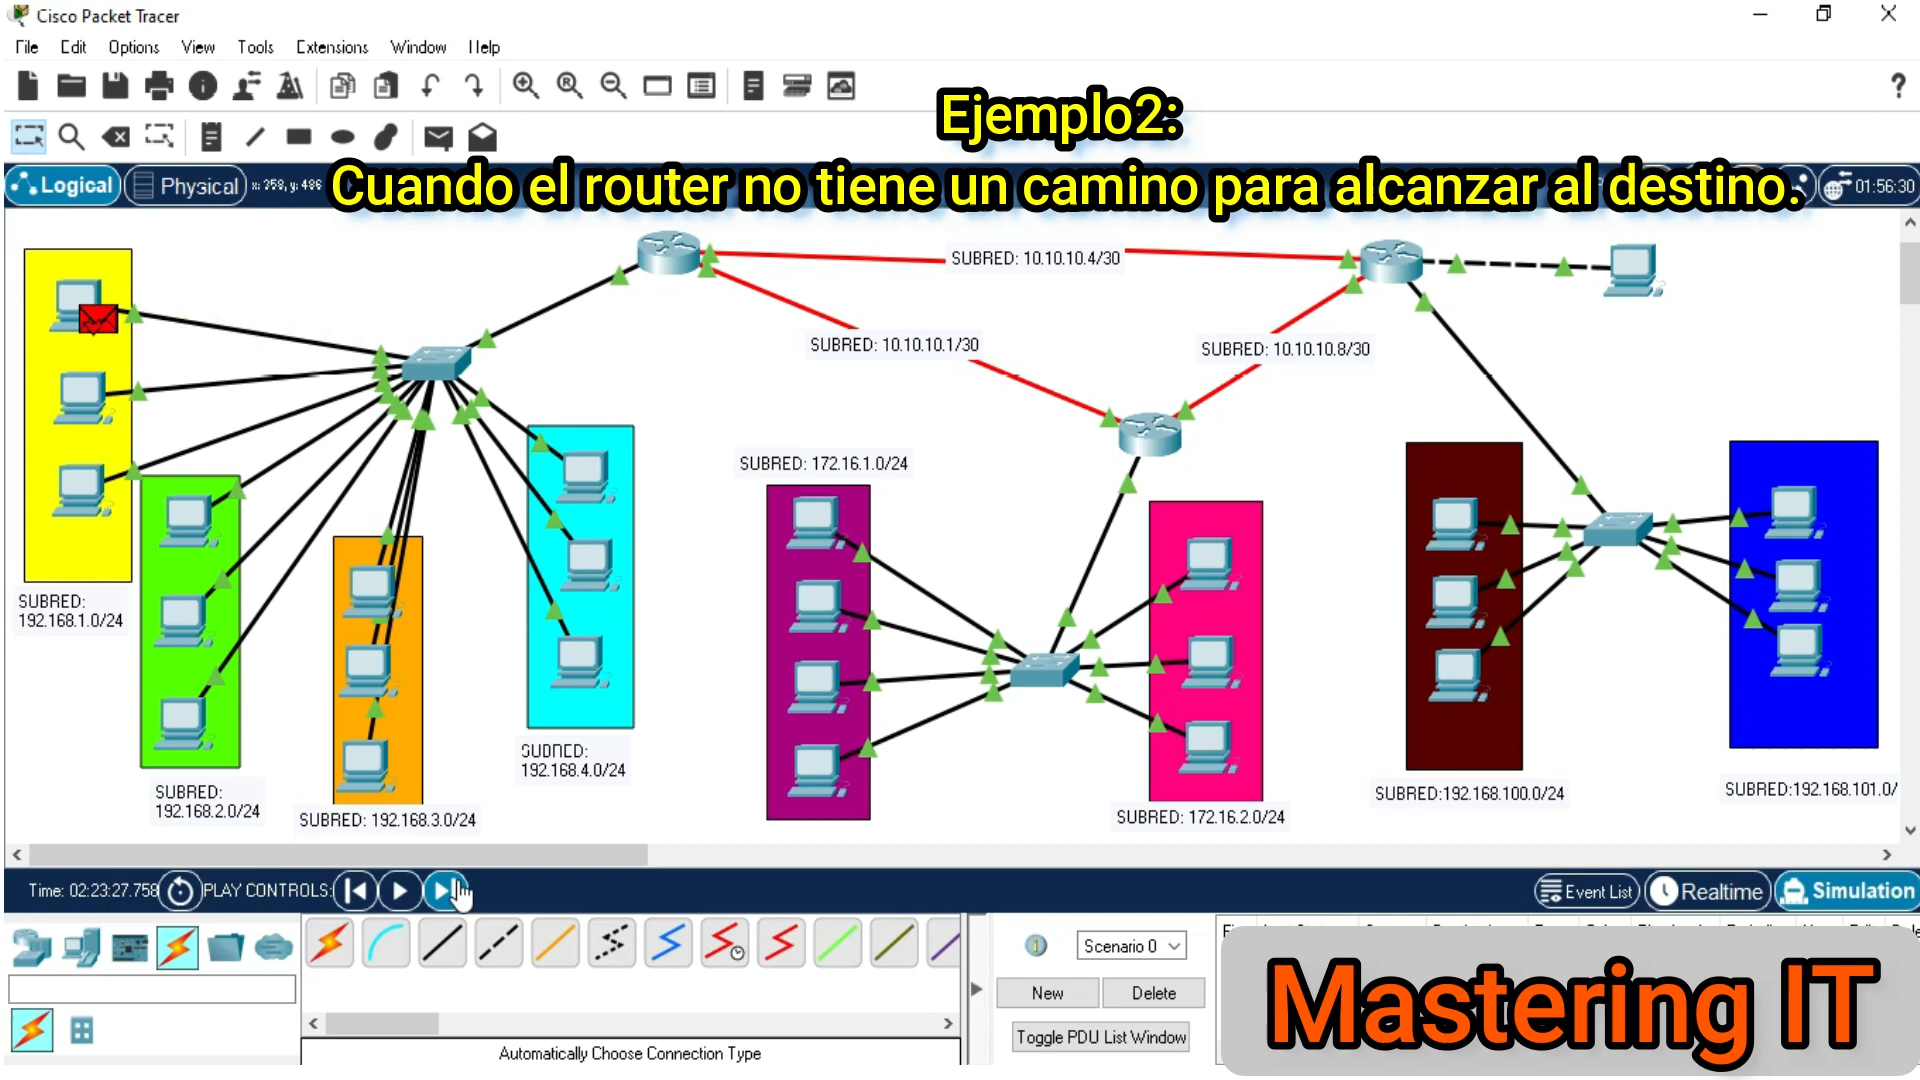 Cisco Packet Tracer
File Edit Options View Tools Extensions Window Help
Ejemplo2:
Logical Physical x: 358, y: 486 Cuando el router no tiene un camino para alcanzar al destino. 01:56:30
SUBRED: 10.10.10.4/30
SUBRED: 10.10.10.1/30
SUBRED: 10.10.10.8/30
SUBRED: 172.16.1.0/24
SUBRED:
192.168.1.0/24
SUBRED:
192.168.4.0/24
SUBRED:
192.168.2.0/24
SUBRED: 192.168.3.0/24
SUBRED: 172.16.2.0/24
SUBRED:192.168.100.0/24
SUBRED:192.168.101.0/
Time: 02:23:27.758 PLAY CONTROLS: Event List Realtime Simulation
Scenario 0
New Delete
Toggle PDU List Window
Automatically Choose Connection Type
Mastering IT